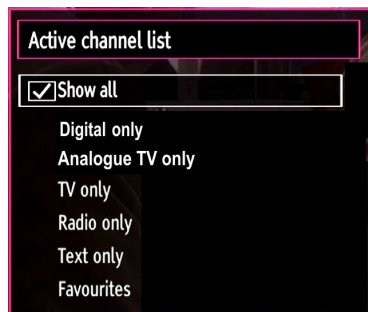 Active channel list
Show all
Digital only
Analogue TV only
TV only
Radio only
Text only
Favourites